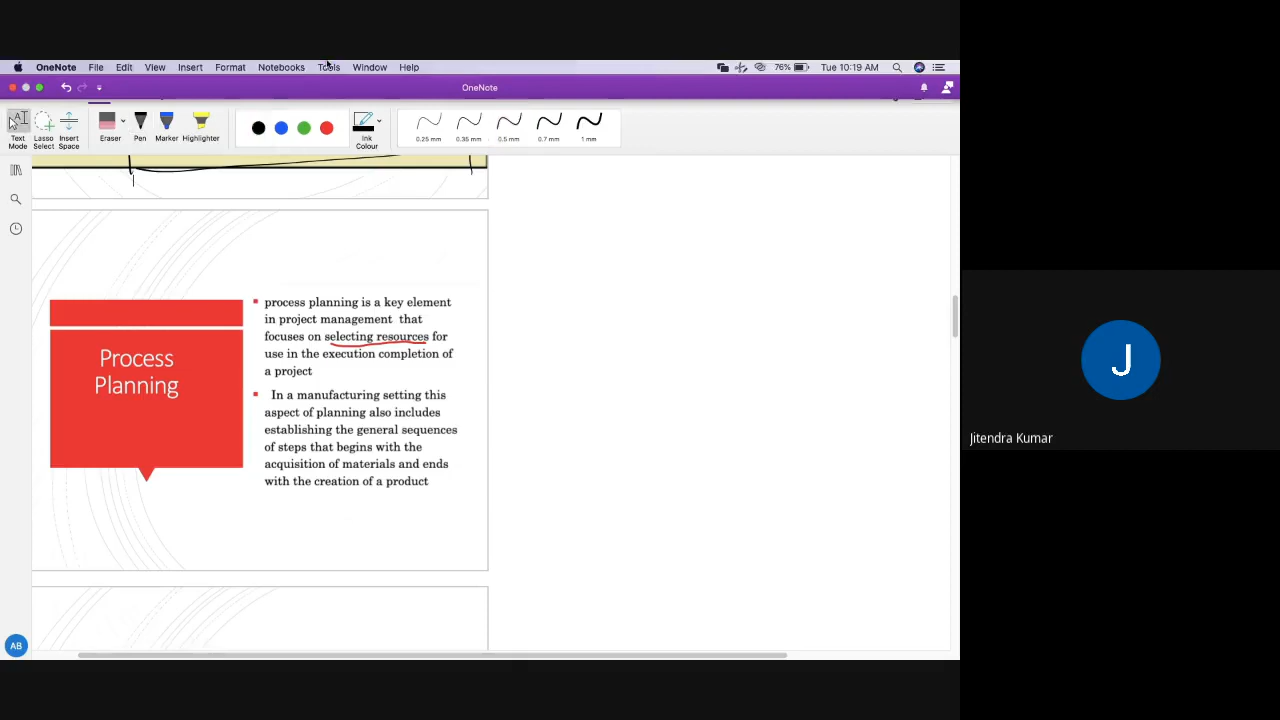 OneNote File Edit View Insert Format Notebooks Tools Window Help 76% Tue 10:19 AM
OneNote
Text Mode
Lasso Select
Insert Space
Eraser
Pen
Marker
Highlighter
Ink Colour
0.25 mm 0.35 mm 0.5 mm 0.7 mm 1 mm
Process
Planning
process planning is a key element
in project management that
focuses on selecting resources for
use in the execution completion of
a project
In a manufacturing setting this
aspect of planning also includes
establishing the general sequences
of steps that begins with the
acquisition of materials and ends
with the creation of a product
AB
J
Jitendra Kumar